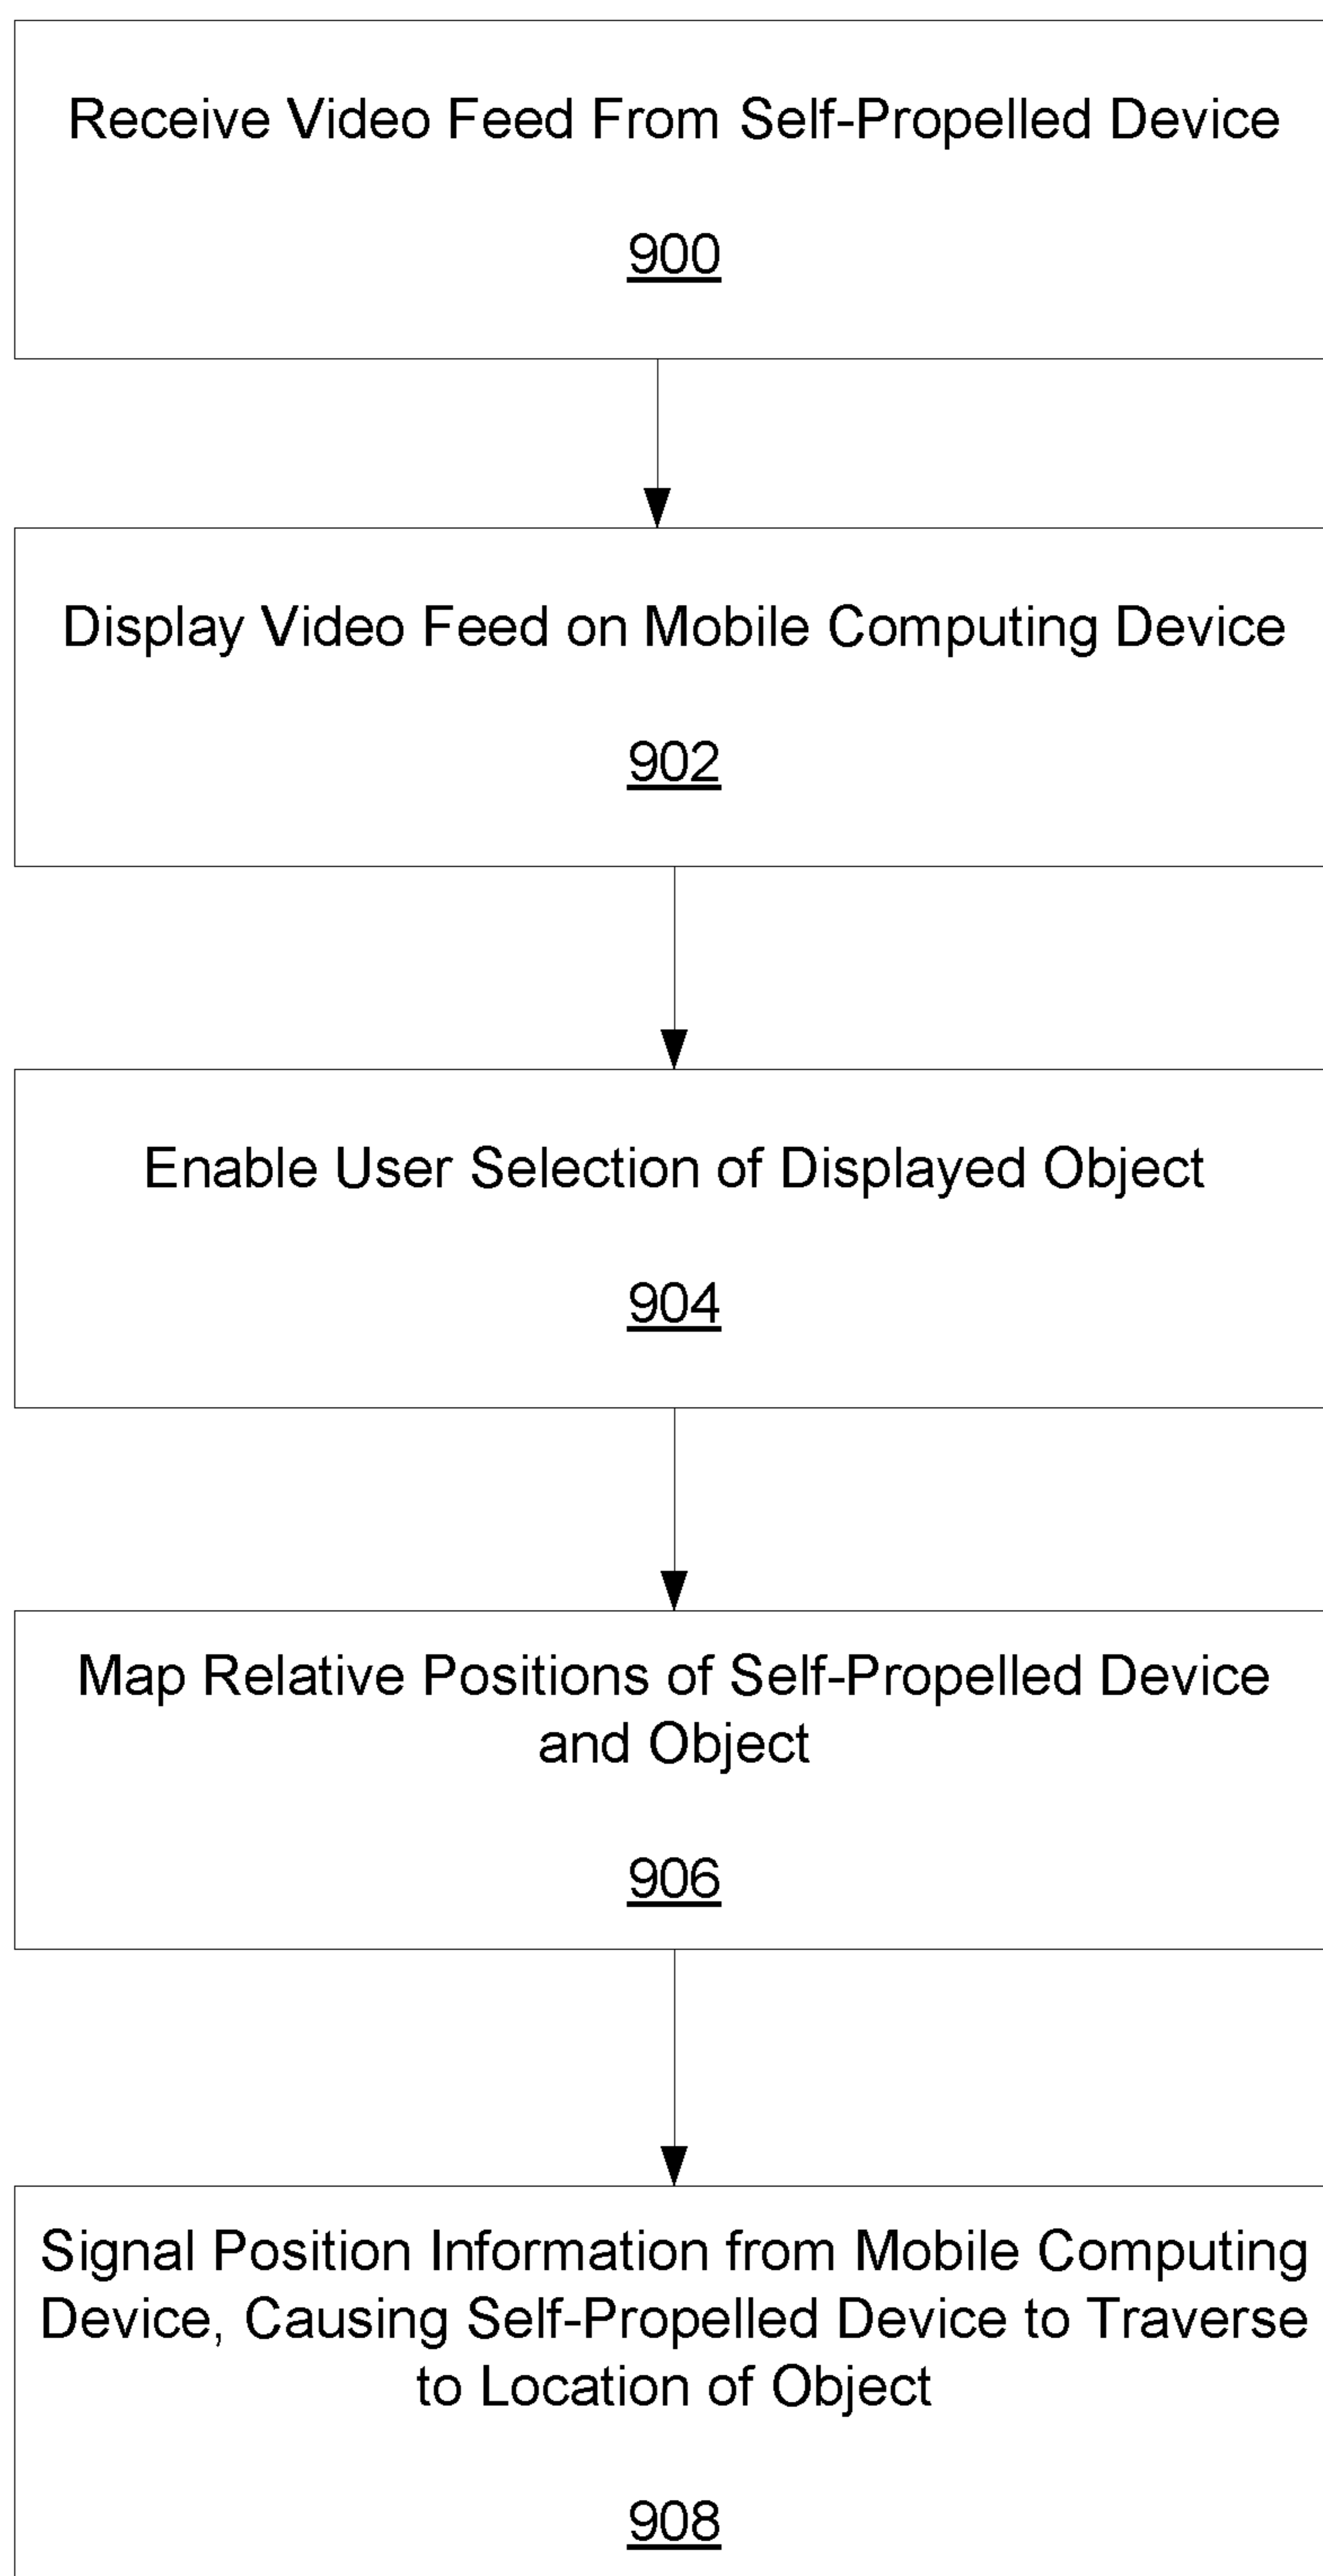 Receive Video Feed From Self-Propelled Device
900
Display Video Feed on Mobile Computing Device
902
Enable User Selection of Displayed Object
904
Map Relative Positions of Self-Propelled Device
and Object
906
Signal Position Information from Mobile Computing
Device, Causing Self-Propelled Device to Traverse
to Location of Object
908